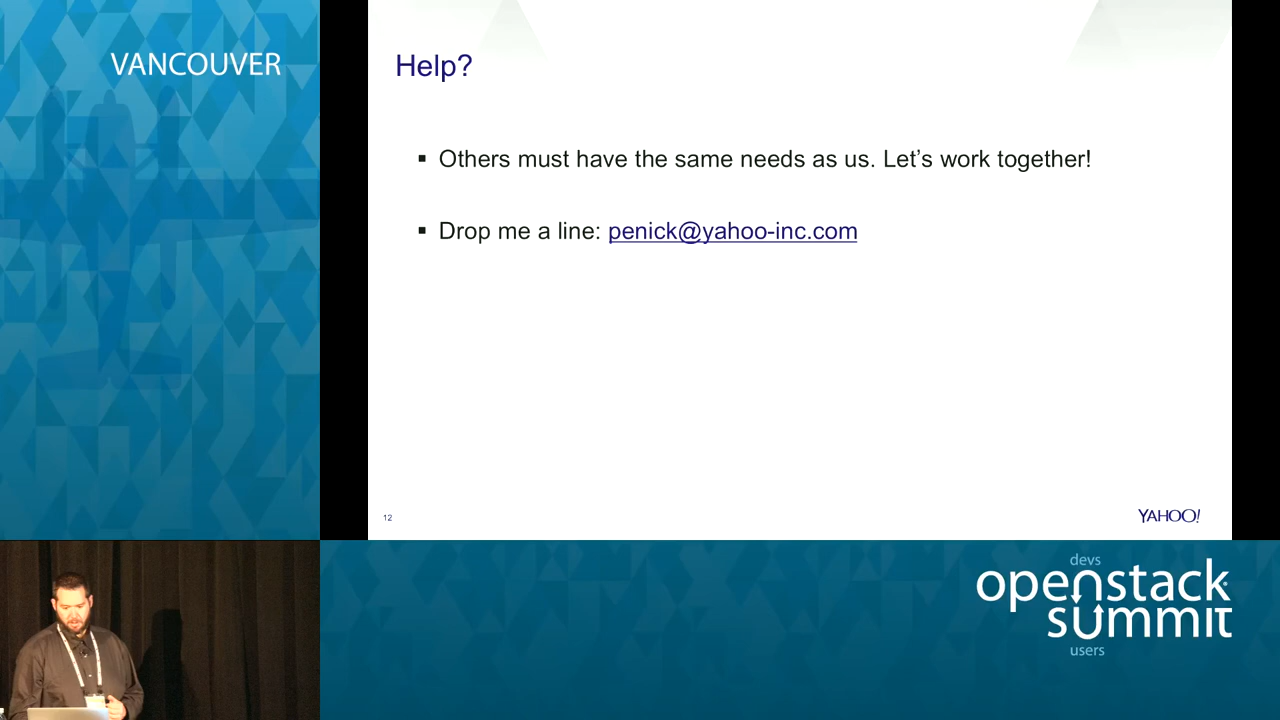 VANCOUVER
Help?
▪ Others must have the same needs as us. Let’s work together!
▪ Drop me a line: penick@yahoo-inc.com
12
YAHOO!
devs
openstack
summit
users